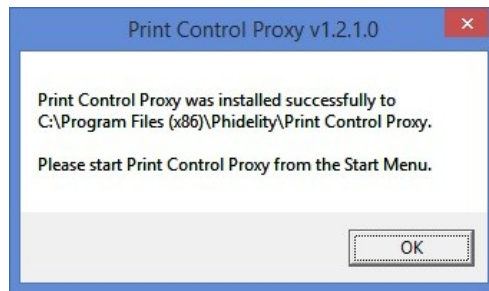 Print Control Proxy v1.2.1.0
Print Control Proxy was installed successfully to
C:\Program Files (x86)\Phidelity\Print Control Proxy.
Please start Print Control Proxy from the Start Menu.
OK